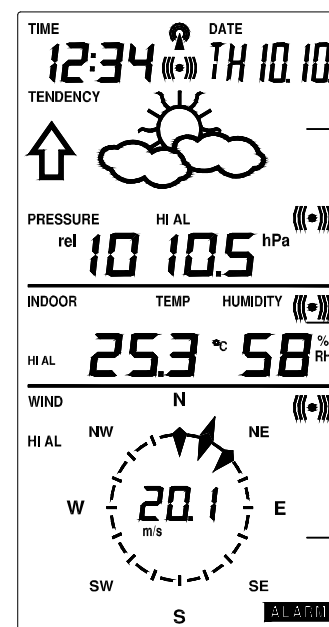 TIME DATE
12:34 TH 10.10
TENDENCY
PRESSURE HI AL
rel 1010.5 hPa
INDOOR TEMP HUMIDITY
HI AL 25.3 °C 58 % RH
WIND N
HI AL NW NE
W 20.1 E
m/s
SW SE
S ALARM